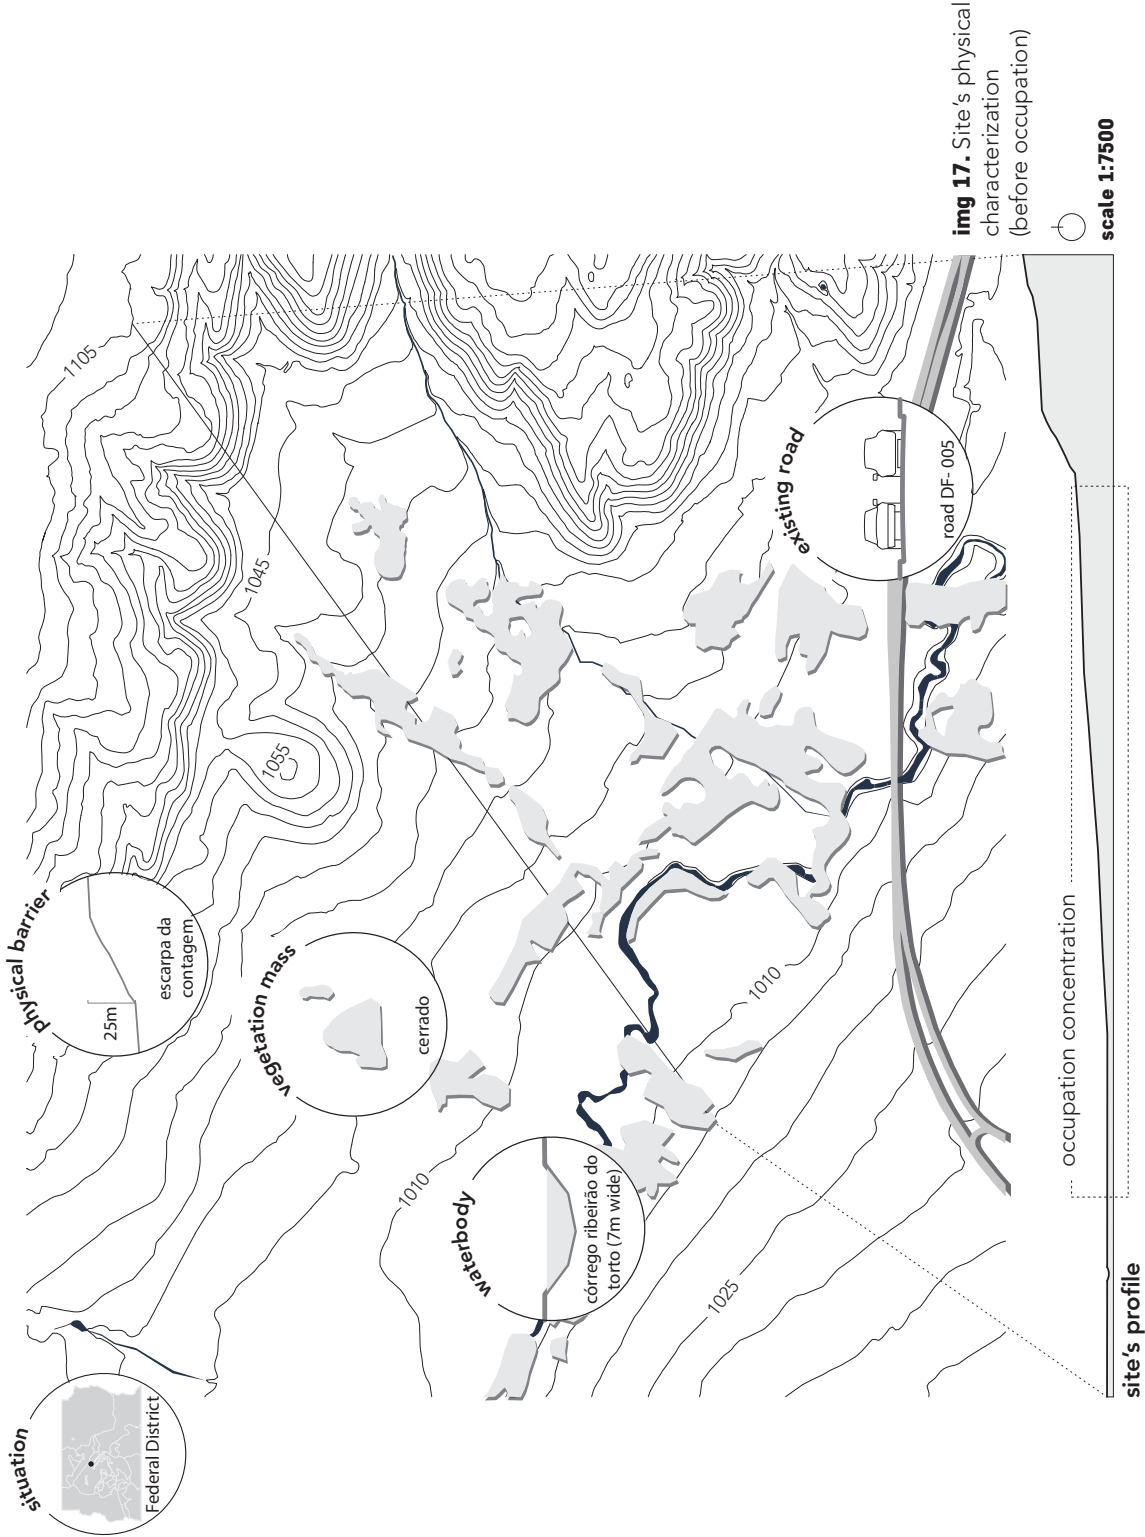 situation
Federal District
physical barrier
25m
escarpa da
contagem
vegetation mass
cerrado
waterbody
córrego ribeirão do
torto (7m wide)
existing road
road DF- 005
1105
1045
1055
1010
1010
1025
occupation concentration
site's profile
img 17. Site's physical
characterization
(before occupation)
scale 1:7500